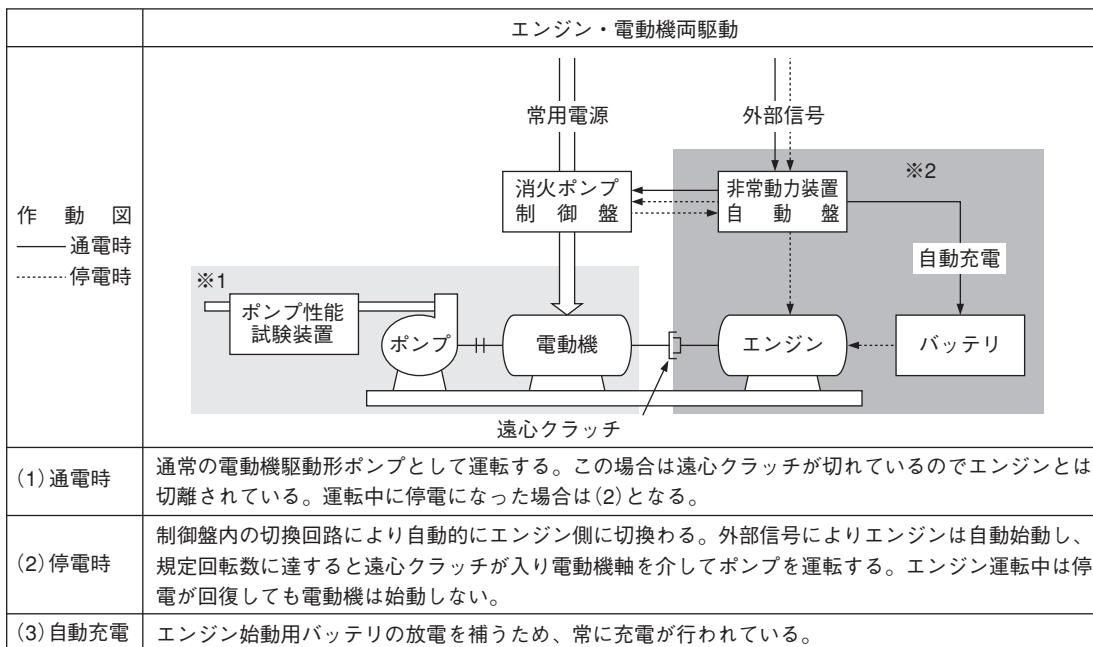 エンジン・電動機両駆動
作動図
通電時
停電時
常用電源
外部信号
※2
消火ポンプ
制御盤
非常動力装置
自動盤
自動充電
※1
ポンプ性能
試験装置
ポンプ
電動機
エンジン
バッテリ
遠心クラッチ
(1)通電時
通常の電動機駆動形ポンプとして運転する。この場合は遠心クラッチが切れているのでエンジンとは
切離されている。運転中に停電になった場合は(2)となる。
(2)停電時
制御盤内の切換回路により自動的にエンジン側に切換わる。外部信号によりエンジンは自動始動し、
規定回転数に達すると遠心クラッチが入り電動機軸を介してポンプを運転する。エンジン運転中は停
電が回復しても電動機は始動しない。
(3)自動充電
エンジン始動用バッテリの放電を補うため、常に充電が行われている。